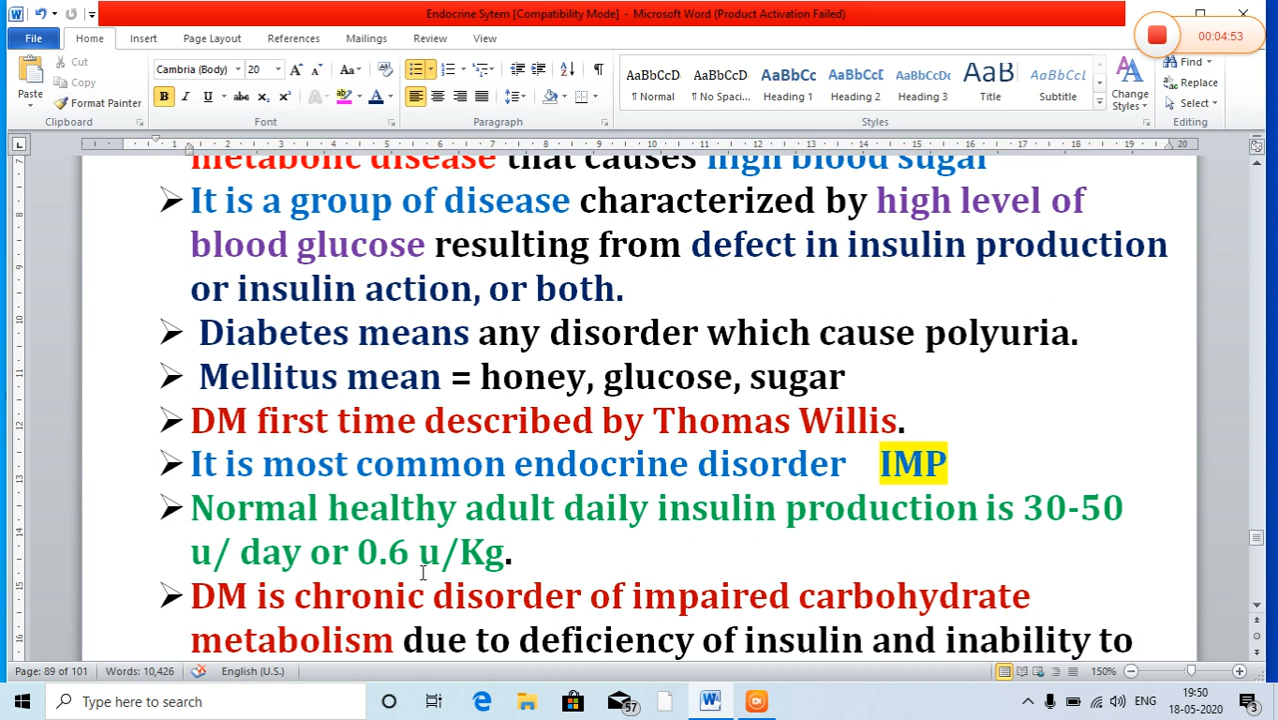 Endocrine Sytem [Compatibility Mode] - Microsoft Word (Product Activation Failed)
00:04:53
File Home Insert Page Layout References Mailings Review View
Paste
Cut
Copy
Format Painter
Clipboard
Cambria (Body) 20
Font
Paragraph
AaBbCcD AaBbCcD AaBbCc AaBbCc AaBbCcD AaB AaBbCcl
¶ Normal ¶ No Spaci... Heading 1 Heading 2 Heading 3 Title Subtitle
Styles
Change Styles
Find
Replace
Select
Editing
metabolic disease that causes high blood sugar
➢ It is a group of disease characterized by high level of
blood glucose resulting from defect in insulin production
or insulin action, or both.
➢ Diabetes means any disorder which cause polyuria.
➢ Mellitus mean = honey, glucose, sugar
➢ DM first time described by Thomas Willis.
➢ It is most common endocrine disorder IMP
➢ Normal healthy adult daily insulin production is 30-50
u/ day or 0.6 u/Kg.
➢ DM is chronic disorder of impaired carbohydrate
metabolism due to deficiency of insulin and inability to
Page: 89 of 101 Words: 10,426 English (U.S.) 150%
Type here to search
57
ENG
19:50
18-05-2020
3